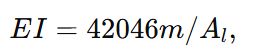 EI = 42046m/A_l,